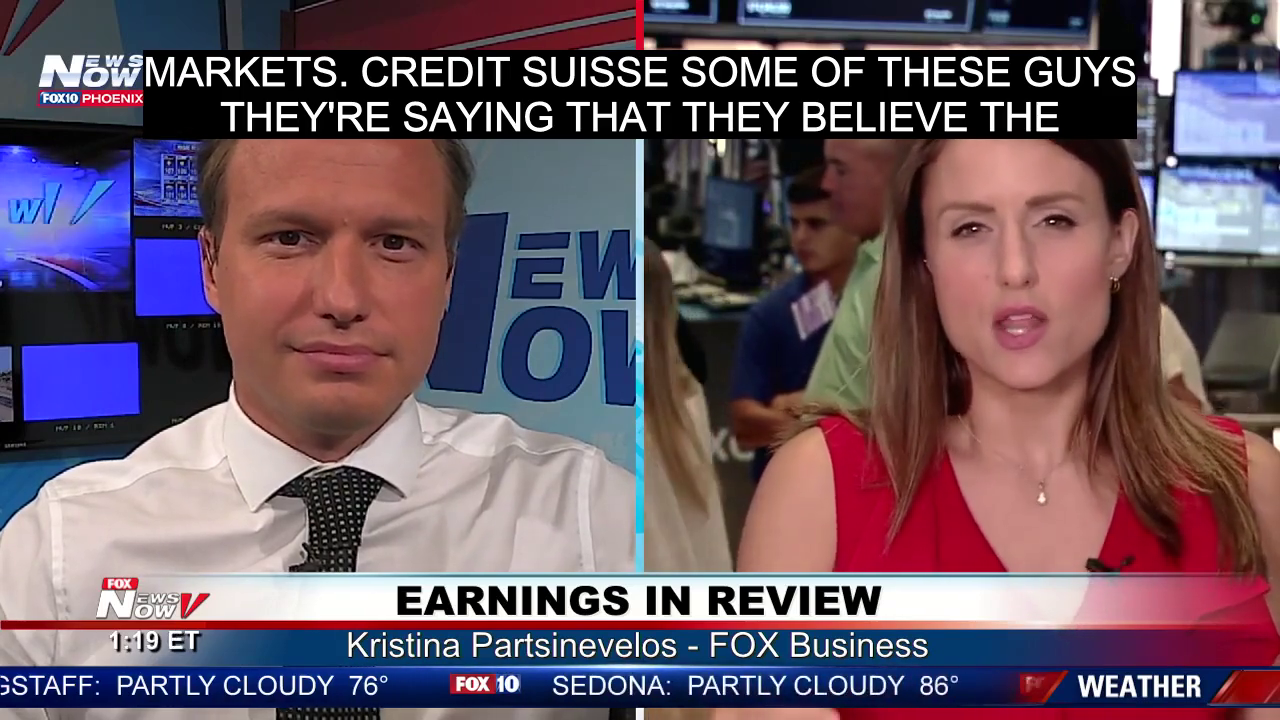 NEWS
NOW
FOX10 PHOENIX
MARKETS. CREDIT SUISSE SOME OF THESE GUYS
THEY'RE SAYING THAT THEY BELIEVE THE
EW
OW
FOX
NEWS
NOW
EARNINGS IN REVIEW
1:19 ET
Kristina Partsinevelos - FOX Business
GSTAFF: PARTLY CLOUDY 76° FOX 10 SEDONA: PARTLY CLOUDY 86° WEATHER